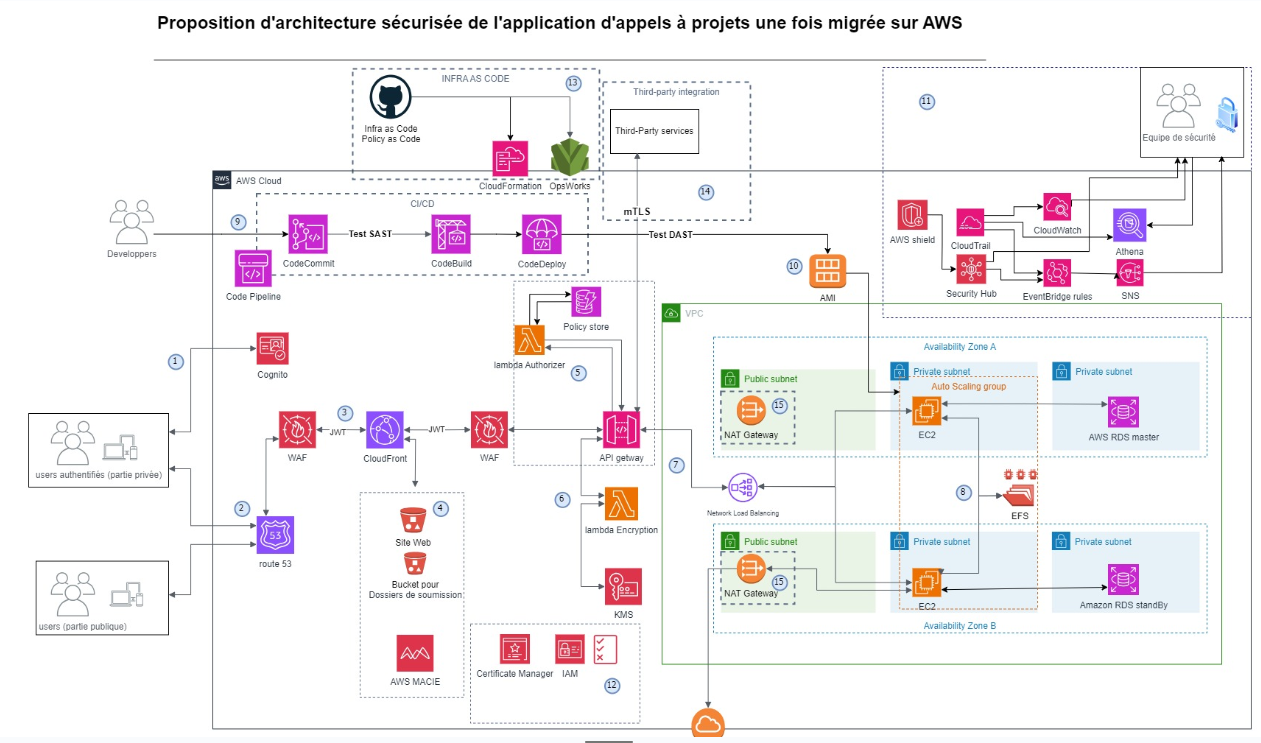 Proposition d'architecture sécurisée de l'application d'appels à projets une fois migrée sur AWS
INFRA AS CODE
13
Infra as Code
Policy as Code
CloudFormation
OpsWorks
Third-party integration
Third-Party services
14
mTLS
11
Equipe de sécurité
aws
AWS Cloud
CI/CD
9
Developpers
Test SAST
Test DAST
CodeCommit
CodeBuild
CodeDeploy
Code Pipeline
10
AMI
AWS shield
CloudTrail
CloudWatch
Athena
Security Hub
EventBridge rules
SNS
Policy store
lambda Authorizer
5
VPC
Availability Zone A
Public subnet
Private subnet
Private subnet
Auto Scaling group
15
NAT Gateway
EC2
AWS RDS master
1
Cognito
users authentifiés (partie privée)
3
JWT
JWT
WAF
CloudFront
WAF
API getway
7
2
53
route 53
4
Site Web
Bucket pour
Dossiers de soumission
AWS MACIE
6
lambda Encryption
KMS
Network Load Balancing
8
EFS
Public subnet
Private subnet
Private subnet
15
NAT Gateway
EC2
Amazon RDS standBy
Availability Zone B
users (partie publique)
Certificate Manager
IAM
12